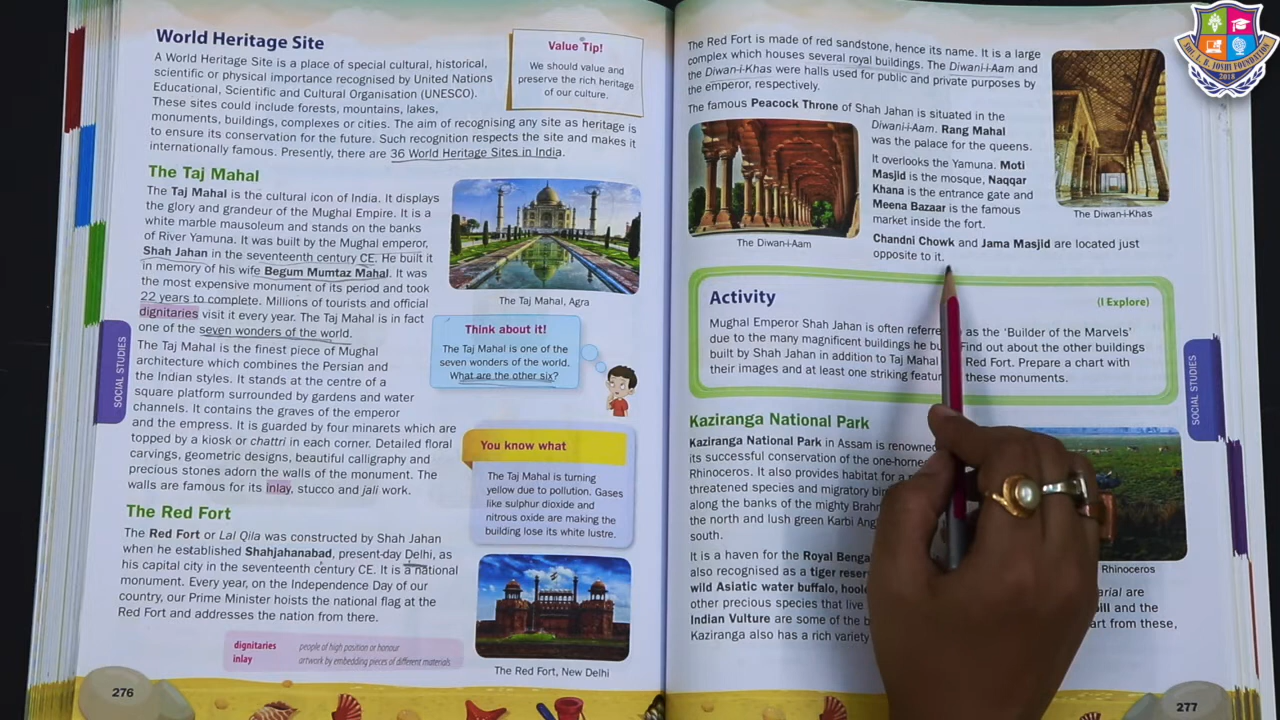 World Heritage Site
A World Heritage Site is a place of special cultural, historical,
scientific or physical importance recognised by United Nations
Educational, Scientific and Cultural Organisation (UNESCO).
These sites could include forests, mountains, lakes,
monuments, buildings, complexes or cities. The aim of recognising any site as heritage is
to ensure its conservation for the future. Such recognition respects the site and makes it
internationally famous. Presently, there are 36 World Heritage Sites in India.
Value Tip!
We should value and
preserve the rich heritage
of our culture.
The Taj Mahal
The Taj Mahal is the cultural icon of India. It displays
the glory and grandeur of the Mughal Empire. It is a
white marble mausoleum and stands on the banks
of River Yamuna. It was built by the Mughal emperor,
Shah Jahan in the seventeenth century CE. He built it
in memory of his wife Begum Mumtaz Mahal. It was
the most expensive monument of its period and took
22 years to complete. Millions of tourists and official
dignitaries visit it every year. The Taj Mahal is in fact
one of the seven wonders of the world.
The Taj Mahal is the finest piece of Mughal
architecture which combines the Persian and
the Indian styles. It stands at the centre of a
square platform surrounded by gardens and water
channels. It contains the graves of the emperor
and the empress. It is guarded by four minarets which are
topped by a kiosk or chattri in each corner. Detailed floral
carvings, geometric designs, beautiful calligraphy and
precious stones adorn the walls of the monument. The
walls are famous for its inlay, stucco and jali work.
The Taj Mahal, Agra
Think about it!
The Taj Mahal is one of the
seven wonders of the world.
What are the other six?
You know what
The Taj Mahal is turning
yellow due to pollution. Gases
like sulphur dioxide and
nitrous oxide are making the
building lose its white lustre.
The Red Fort
The Red Fort or Lal Qila was constructed by Shah Jahan
when he established Shahjahanabad, present-day Delhi, as
his capital city in the seventeenth century CE. It is a national
monument. Every year, on the Independence Day of our
country, our Prime Minister hoists the national flag at the
Red Fort and addresses the nation from there.
The Red Fort, New Delhi
dignitaries people of high position or honour
inlay artwork by embedding pieces of different materials
SOCIAL STUDIES
276
The Red Fort is made of red sandstone, hence its name. It is a large
complex which houses several royal buildings. The Diwan-i-Aam and
the Diwan-i-Khas were halls used for public and private purposes by
the emperor, respectively.
The famous Peacock Throne of Shah Jahan is situated in the
Diwan-i-Aam. Rang Mahal
was the palace for the queens.
It overlooks the Yamuna. Moti
Masjid is the mosque, Naqqar
Khana is the entrance gate and
Meena Bazaar is the famous
market inside the fort.
Chandni Chowk and Jama Masjid are located just
opposite to it.
The Diwan-i-Aam
The Diwan-i-Khas
Activity
(I Explore)
Mughal Emperor Shah Jahan is often referre as the 'Builder of the Marvels'
due to the many magnificent buildings he bu Find out about the other buildings
built by Shah Jahan in addition to Taj Mahal Red Fort. Prepare a chart with
their images and at least one striking featur these monuments.
Kaziranga National Park
Kaziranga National Park in Assam is renowned
its successful conservation of the one-horne
Rhinoceros. It also provides habitat for a
threatened species and migratory bir
along the banks of the mighty Brahm
the north and lush green Karbi Ang
south.
It is a haven for the Royal Benga
also recognised as a tiger reser
wild Asiatic water buffalo, hool
other precious species that live
Indian Vulture are some of the b
Kaziranga also has a rich variety
Rhinoceros
arial are
ill and the
art from these,
SOCIAL STUDIES
277
JOSHI FOUNDATION
2018